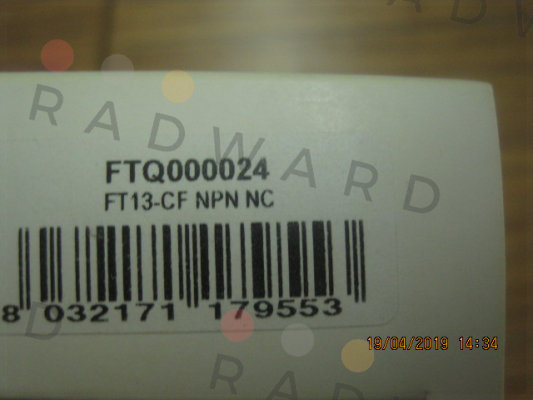 RADWARD
FTQ000024
FT13-CF NPN NC
8 032171 179553
19/04/2019 14:34